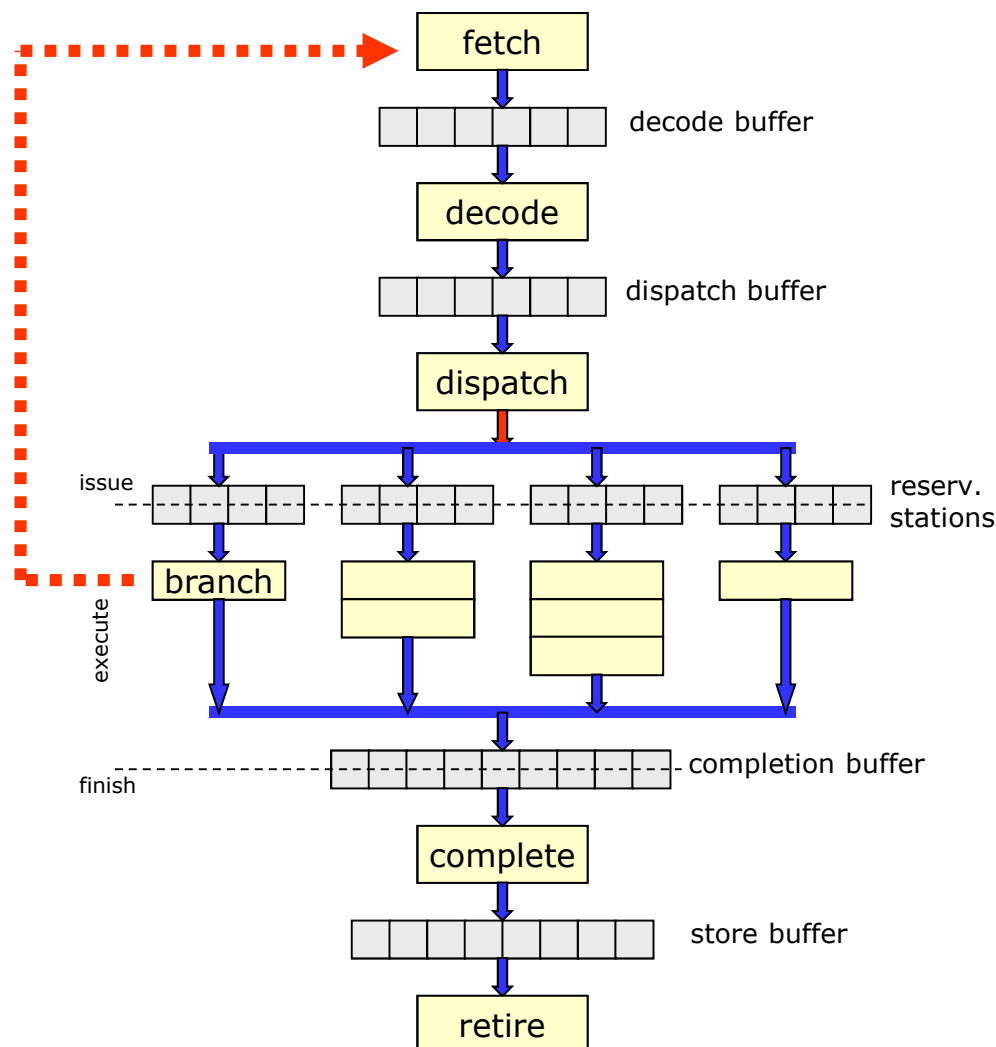 fetch
decode buffer
decode
dispatch buffer
dispatch
issue
reserv.
stations
branch
execute
completion buffer
finish
complete
store buffer
retire